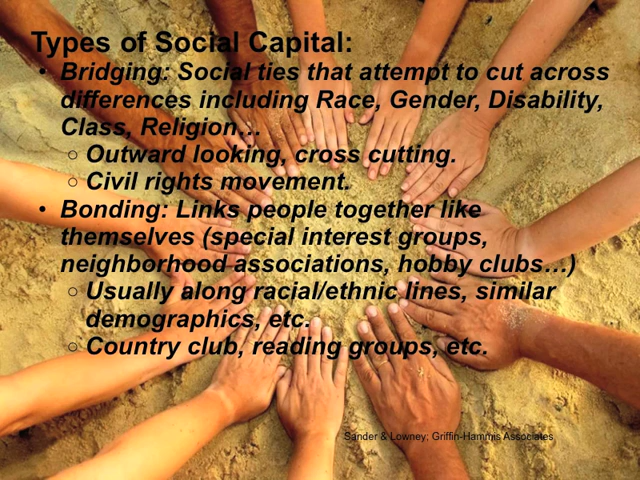 Types of Social Capital:
• Bridging: Social ties that attempt to cut across
differences including Race, Gender, Disability,
Class, Religion…
○ Outward looking, cross cutting.
○ Civil rights movement.
• Bonding: Links people together like
themselves (special interest groups,
neighborhood associations, hobby clubs…)
○ Usually along racial/ethnic lines, similar
demographics, etc.
○ Country club, reading groups, etc.
Sander & Lowney; Griffin-Hammis Associates